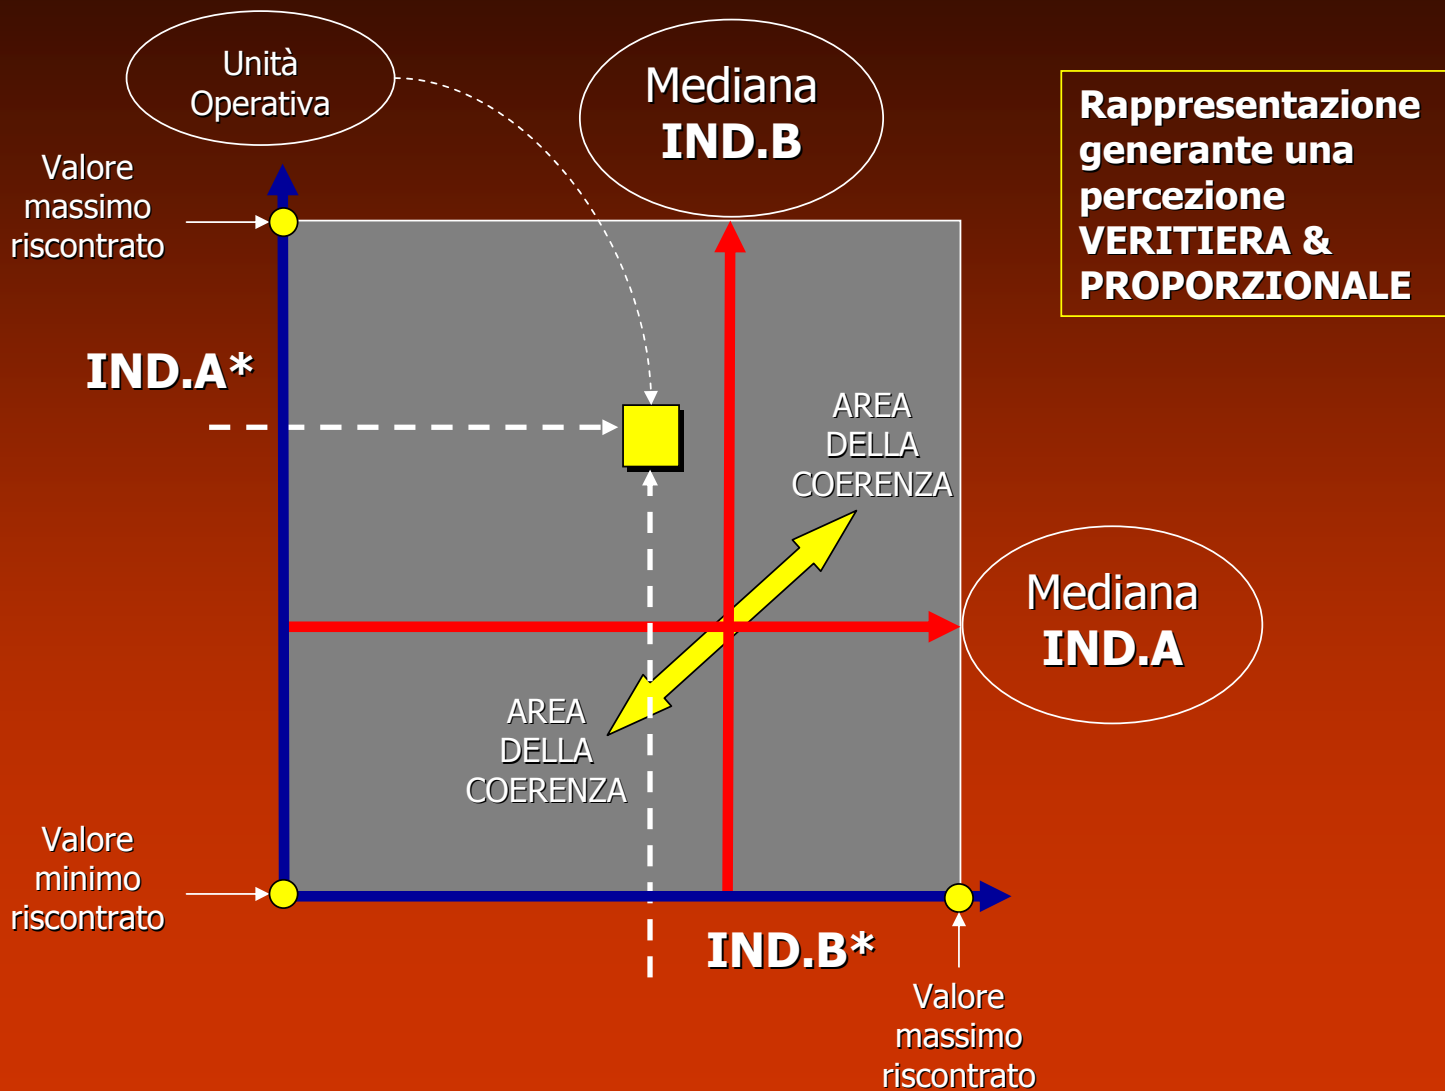 Unità
Operativa
Mediana
IND.B
Rappresentazione
generante una
percezione
VERITIERA &
PROPORZIONALE
Valore
massimo
riscontrato
IND.A*
AREA
DELLA
COERENZA
Mediana
IND.A
AREA
DELLA
COERENZA
Valore
minimo
riscontrato
IND.B*
Valore
massimo
riscontrato